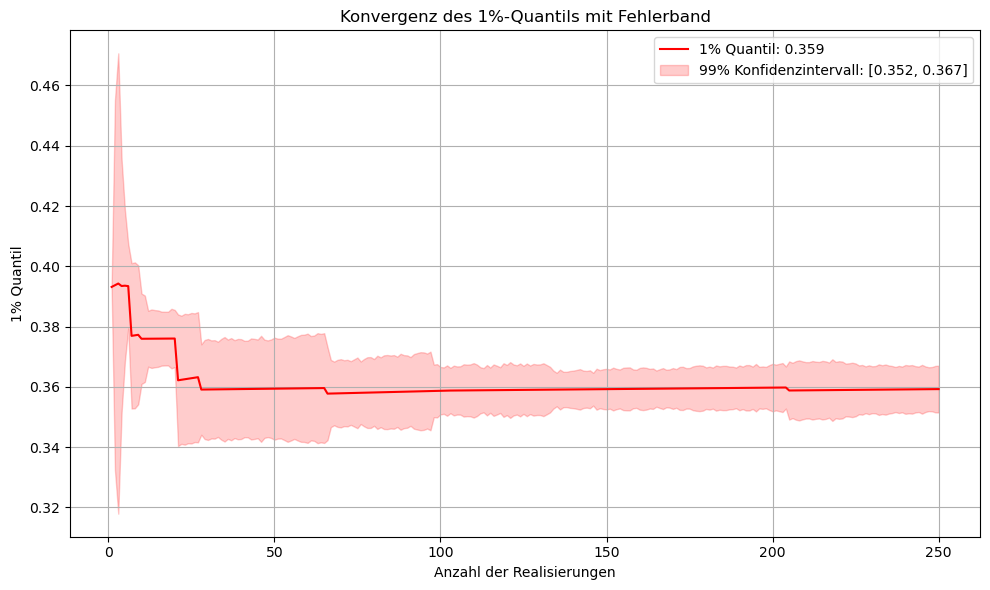 Konvergenz des 1%-Quantils mit Fehlerband
1% Quantil: 0.359
99% Konfidenzintervall: [0.352, 0.367]
1% Quantil
0.46
0.44
0.42
0.40
0.38
0.36
0.34
0.32
0
50
100
150
200
250
Anzahl der Realisierungen